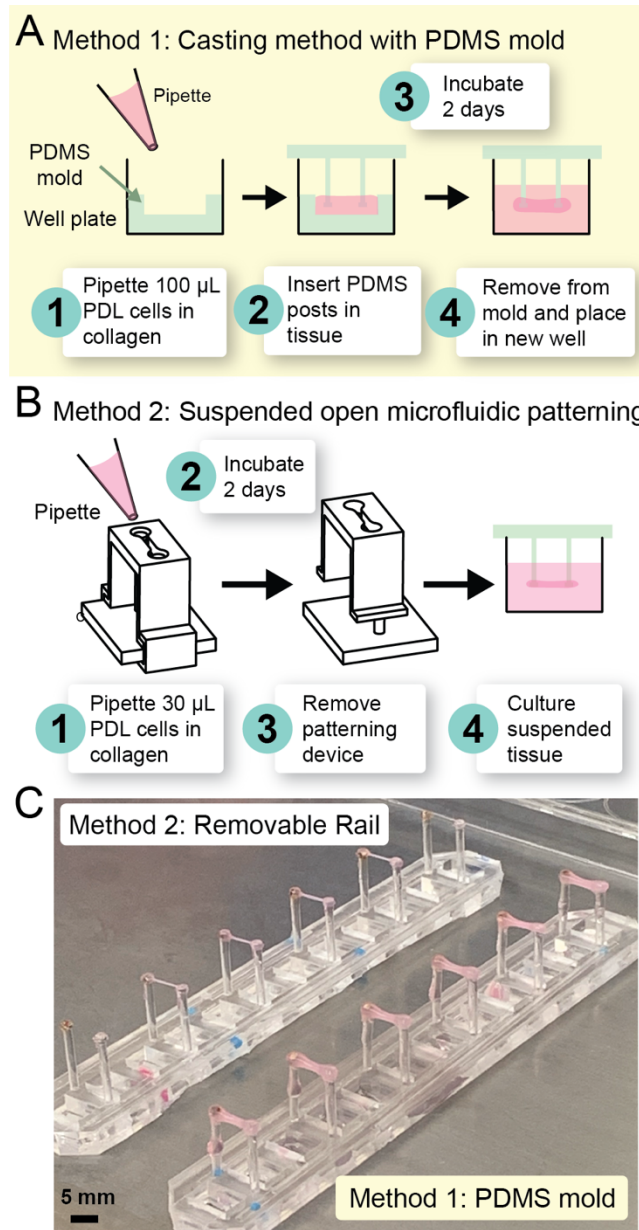 A Method 1: Casting method with PDMS mold
Pipette
PDMS
mold
Well plate
3 Incubate
2 days
1 Pipette 100 µL
PDL cells in
collagen
2 Insert PDMS
posts in
tissue
4 Remove from
mold and place
in new well
B Method 2: Suspended open microfluidic patterning
Pipette
2 Incubate
2 days
1 Pipette 30 µL
PDL cells in
collagen
3 Remove
patterning
device
4 Culture
suspended
tissue
C Method 2: Removable Rail
5 mm
Method 1: PDMS mold